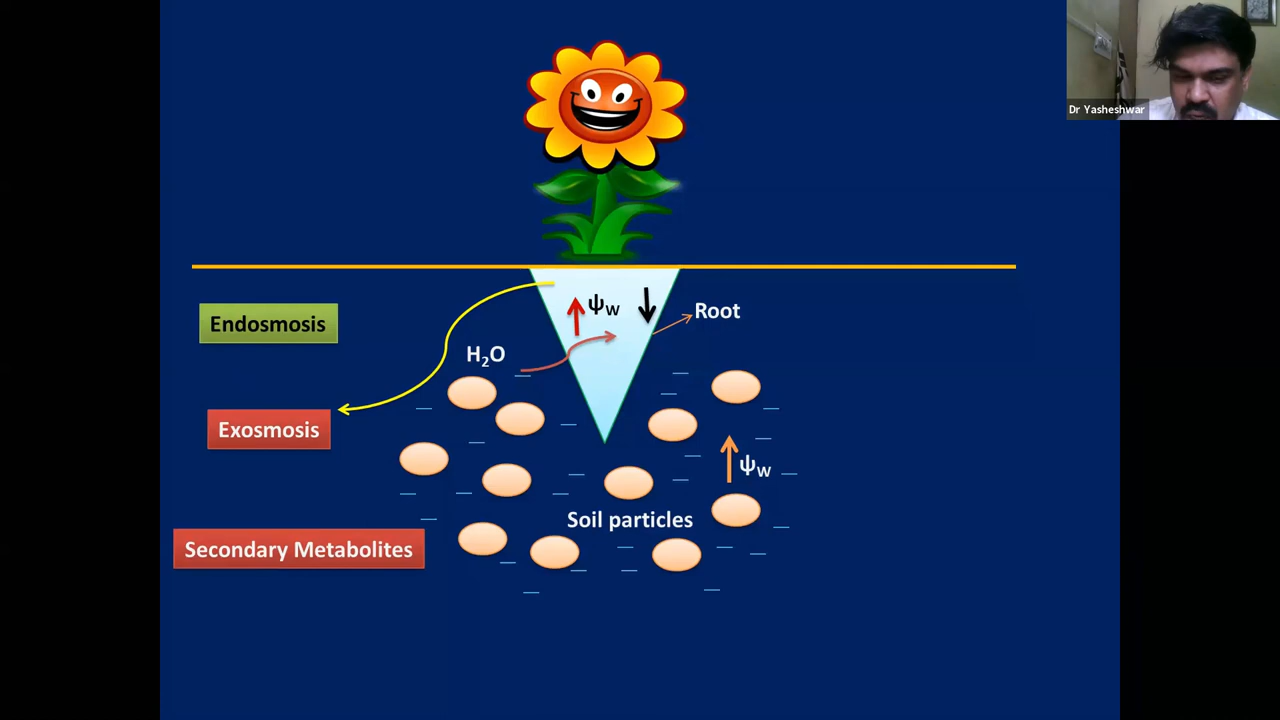 Dr Yasheshwar
ψw
Root
Endosmosis
H₂O
Exosmosis
ψw
Soil particles
Secondary Metabolites